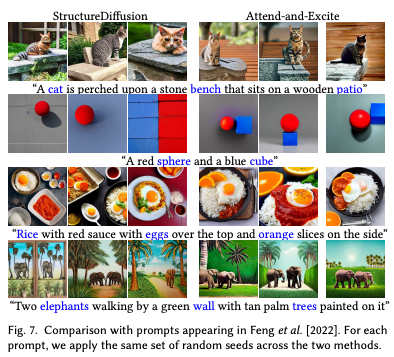 StructureDiffusion Attend-and-Excite
“A cat is perched upon a stone bench that sits on a wooden patio”
“A red sphere and a blue cube”
“Rice with red sauce with eggs over the top and orange slices on the side”
“Two elephants walking by a green wall with tan palm trees painted on it”
Fig. 7. Comparison with prompts appearing in Feng et al. [2022]. For each
prompt, we apply the same set of random seeds across the two methods.